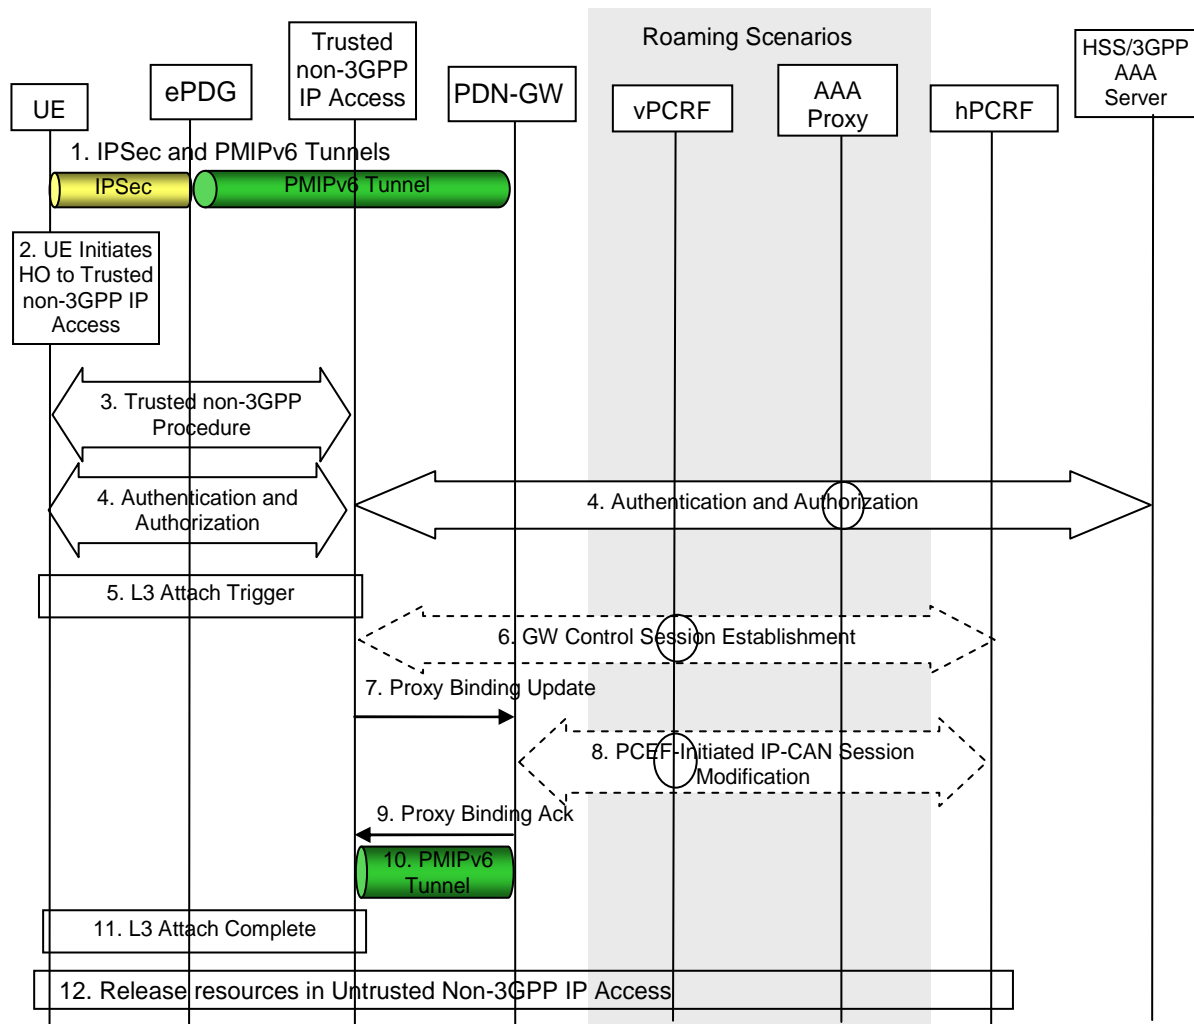 Roaming Scenarios
UE
ePDG
Trusted
non-3GPP
IP Access
PDN-GW
vPCRF
AAA
Proxy
hPCRF
HSS/3GPP
AAA
Server
1. IPSec and PMIPv6 Tunnels
IPSec
PMIPv6 Tunnel
2. UE Initiates
HO to Trusted
non-3GPP IP
Access
3. Trusted non-3GPP
Procedure
4. Authentication and
Authorization
4. Authentication and Authorization
5. L3 Attach Trigger
6. GW Control Session Establishment
7. Proxy Binding Update
8. PCEF-Initiated IP-CAN Session
Modification
9. Proxy Binding Ack
10. PMIPv6
Tunnel
11. L3 Attach Complete
12. Release resources in Untrusted Non-3GPP IP Access